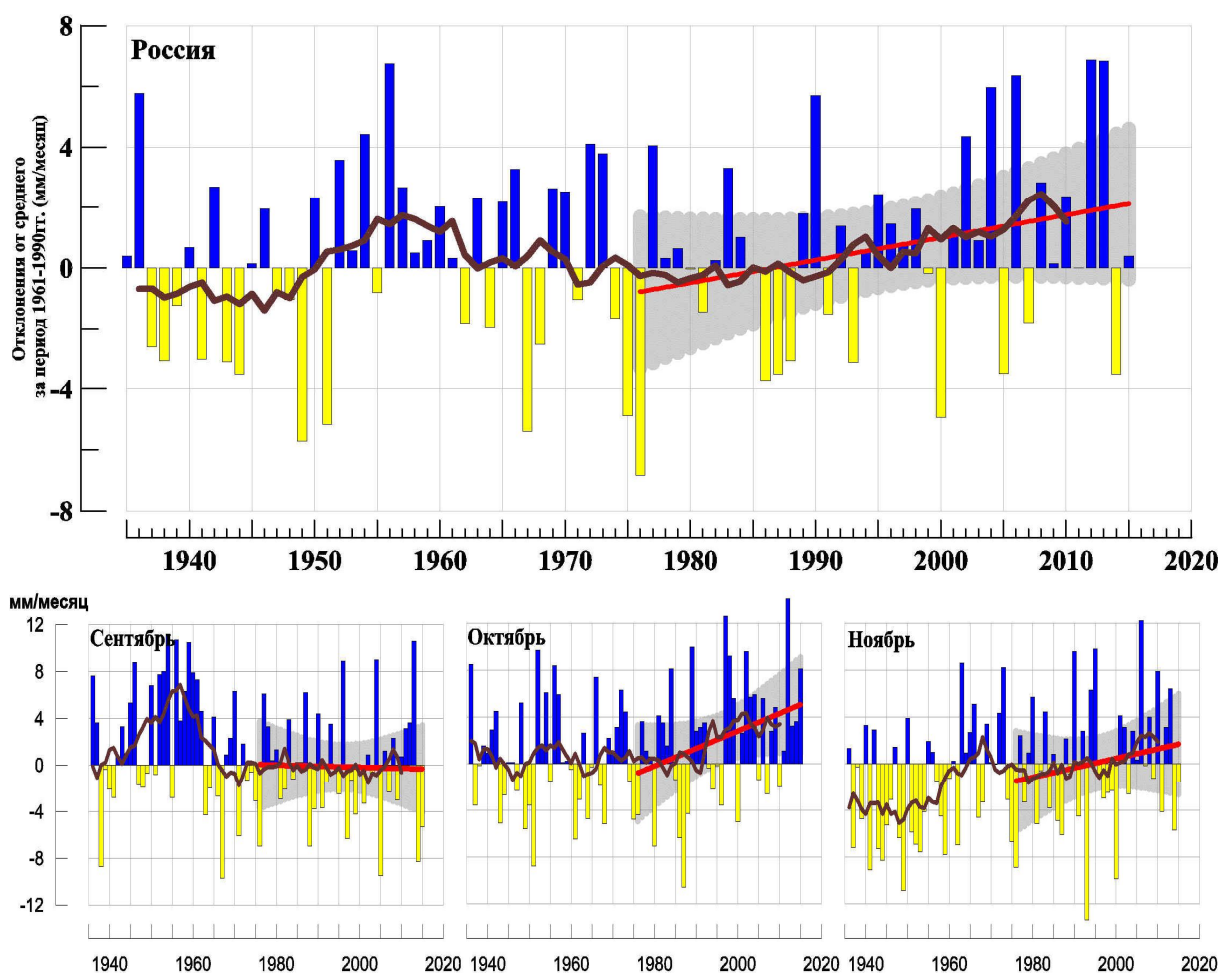 8
Россия
4
0
-4
-8
Отклонения от среднего
за период 1961-1990гг. (мм/месяц)
1940 1950 1960 1970 1980 1990 2000 2010 2020
мм/месяц
12
8
4
0
-4
-8
-12
Сентябрь
Октябрь
Ноябрь
1940 1960 1980 2000 2020
1940 1960 1980 2000 2020
1940 1960 1980 2000 2020